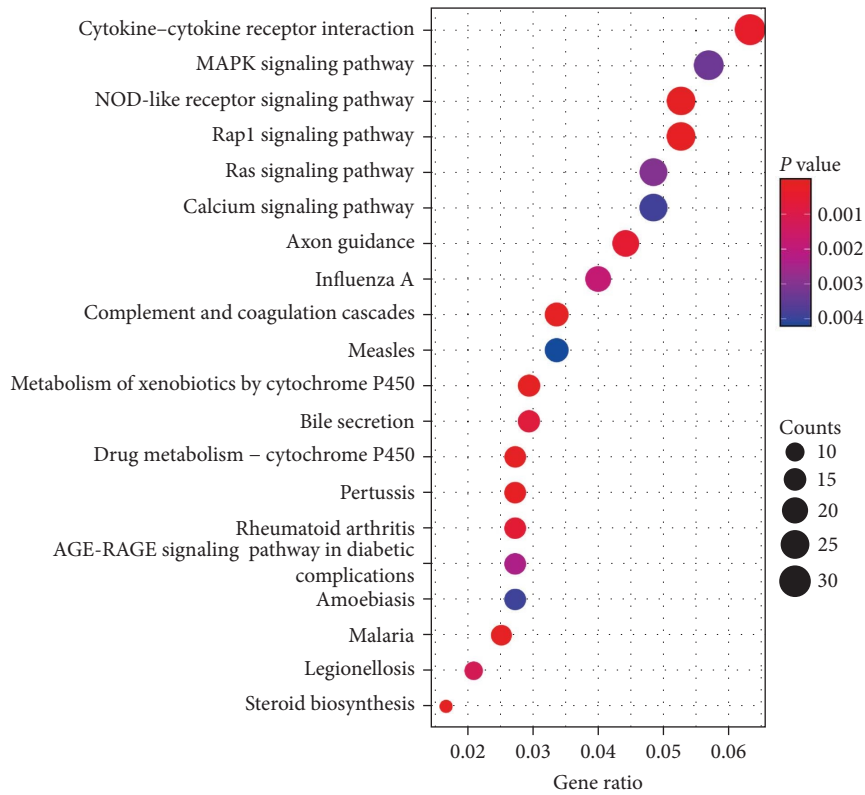 Cytokine–cytokine receptor interaction
MAPK signaling pathway
NOD-like receptor signaling pathway
Rap1 signaling pathway
Ras signaling pathway
Calcium signaling pathway
Axon guidance
Influenza A
Complement and coagulation cascades
Measles
Metabolism of xenobiotics by cytochrome P450
Bile secretion
Drug metabolism − cytochrome P450
Pertussis
Rheumatoid arthritis
AGE-RAGE signaling pathway in diabetic
complications
Amoebiasis
Malaria
Legionellosis
Steroid biosynthesis
0.02 0.03 0.04 0.05 0.06
Gene ratio
P value
0.001
0.002
0.003
0.004
Counts
10
15
20
25
30